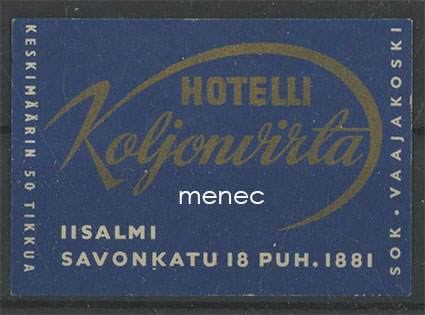 KESKIMÄÄRIN 50 TIKKUA
HOTELLI
Koljonvirta
menec
IISALMI
SAVONKATU 18 PUH. 1881
SOK · VAAJAKOSKI